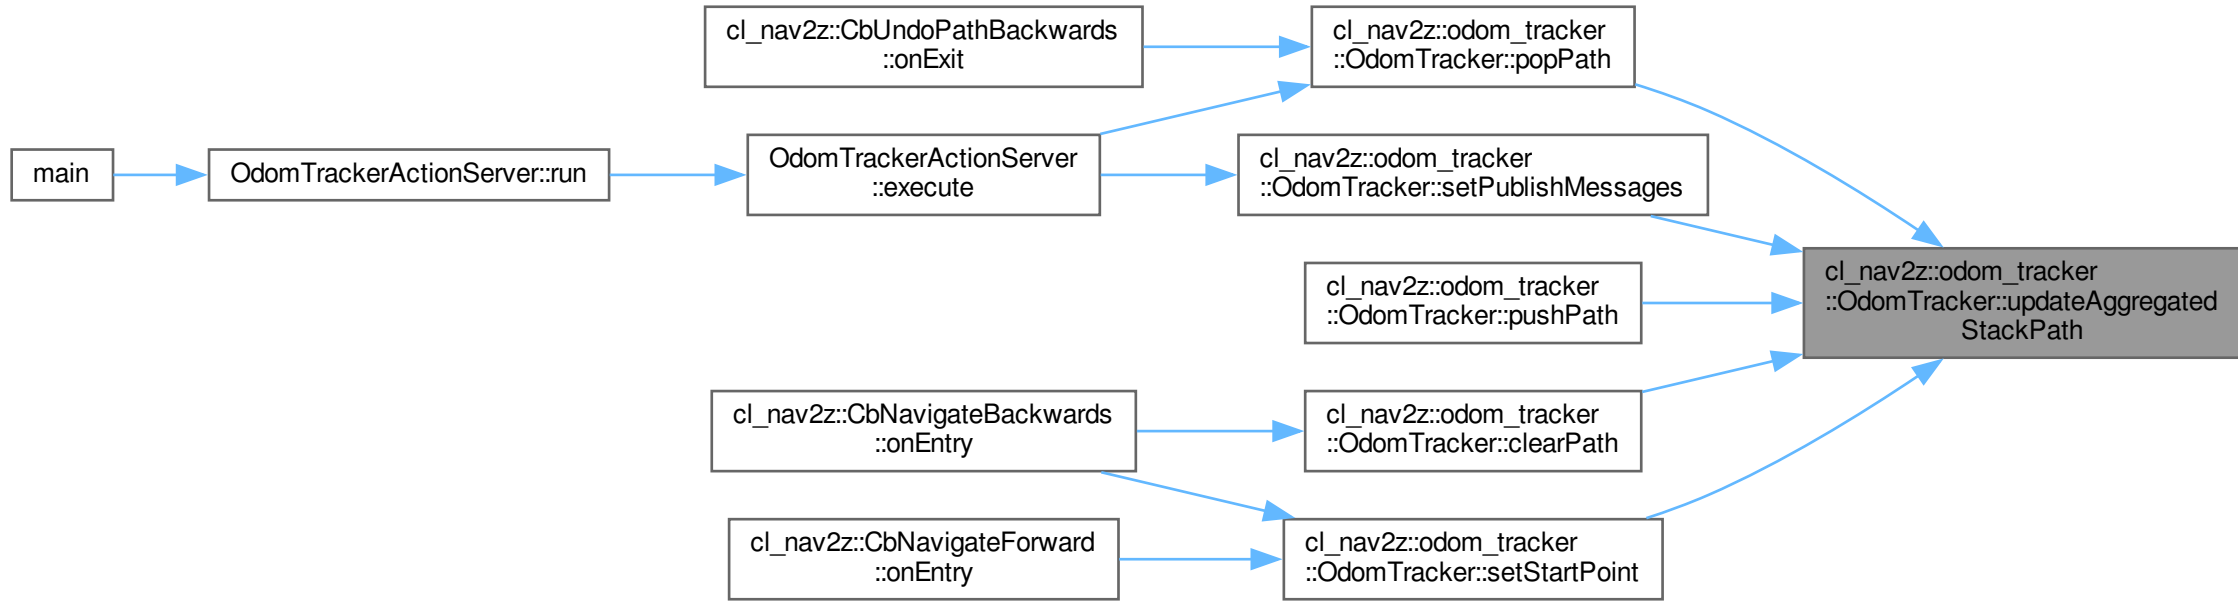 cl_nav2z::CbUndoPathBackwards
::onExit
cl_nav2z::odom_tracker
::OdomTracker::popPath
main
OdomTrackerActionServer::run
OdomTrackerActionServer
::execute
cl_nav2z::odom_tracker
::OdomTracker::setPublishMessages
cl_nav2z::odom_tracker
::OdomTracker::updateAggregated
StackPath
cl_nav2z::odom_tracker
::OdomTracker::pushPath
cl_nav2z::CbNavigateBackwards
::onEntry
cl_nav2z::odom_tracker
::OdomTracker::clearPath
cl_nav2z::CbNavigateForward
::onEntry
cl_nav2z::odom_tracker
::OdomTracker::setStartPoint